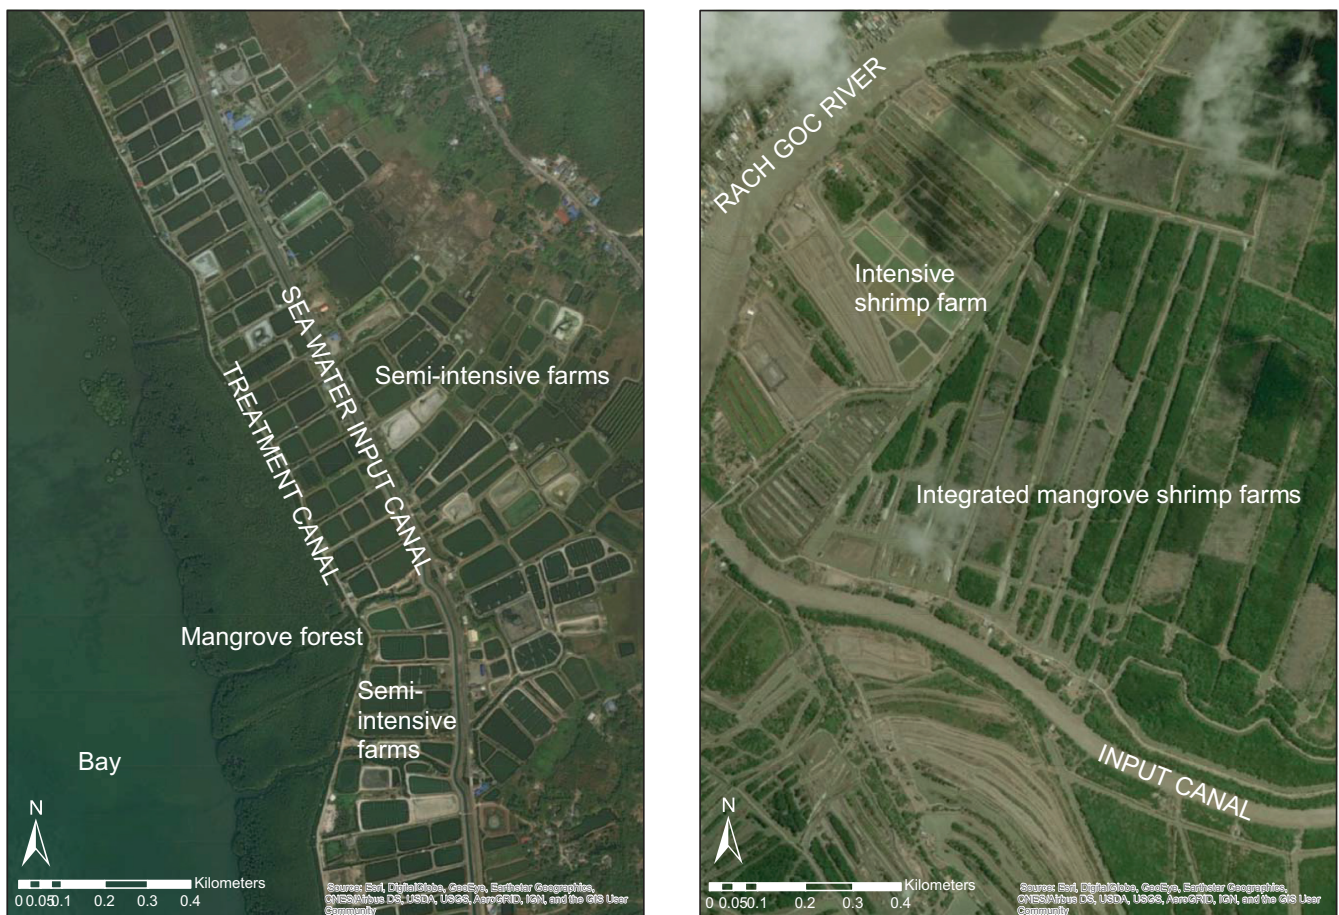 SEA WATER INPUT CANAL
Semi-intensive farms
TREATMENT CANAL
Mangrove forest
Semi-
intensive
farms
Bay
N
Kilometers
0 0.05 0.1 0.2 0.3 0.4
Source: Esri, DigitalGlobe, GeoEye, Earthstar Geographics,
CNES/Airbus DS, USDA, USGS, AeroGRID, IGN, and the GIS User
Community
RACH GOC RIVER
Intensive
shrimp farm
Integrated mangrove shrimp farms
INPUT CANAL
N
Kilometers
0 0.05 0.1 0.2 0.3 0.4
Source: Esri, DigitalGlobe, GeoEye, Earthstar Geographics,
CNES/Airbus DS, USDA, USGS, AeroGRID, IGN, and the GIS User
Community